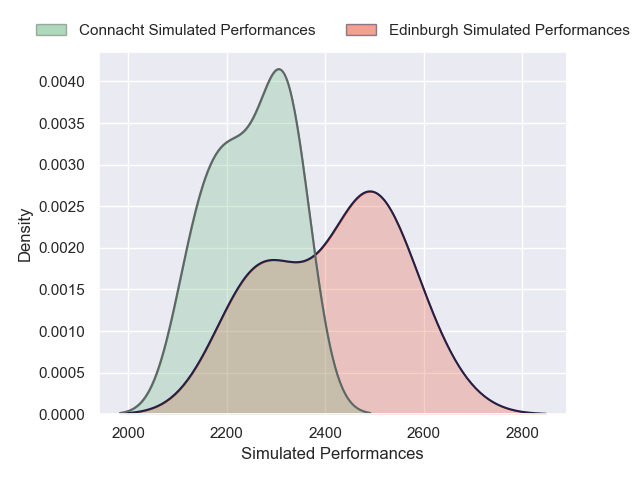 Connacht Simulated Performances Edinburgh Simulated Performances
0.0040
0.0035
0.0030
0.0025
0.0020
0.0015
0.0010
0.0005
0.0000
Density
2000 2200 2400 2600 2800
Simulated Performances